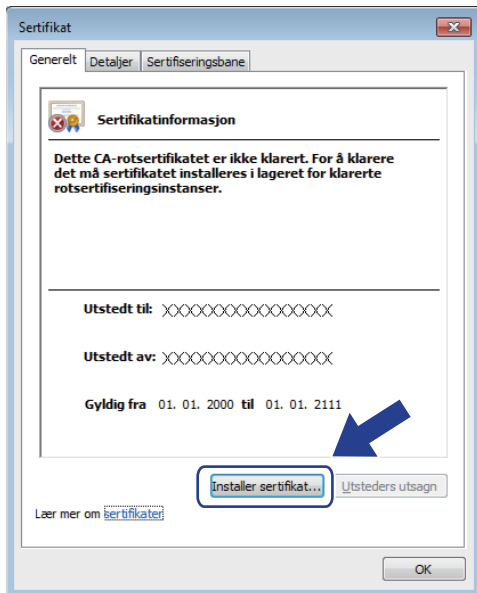 Sertifikat
Generelt Detaljer Sertifiseringsbane
Sertifikatinformasjon
Dette CA-rotsertifikatet er ikke klarert. For å klarere
det må sertifikatet installeres i lageret for klarerte
rotsertifiseringsinstanser.
Utstedt til: XXXXXXXXXXXXXXXX
Utstedt av: XXXXXXXXXXXXXXXX
Gyldig fra 01. 01. 2000 til 01. 01. 2111
Installer sertifikat... Utsteders utsagn
Lær mer om sertifikater
OK